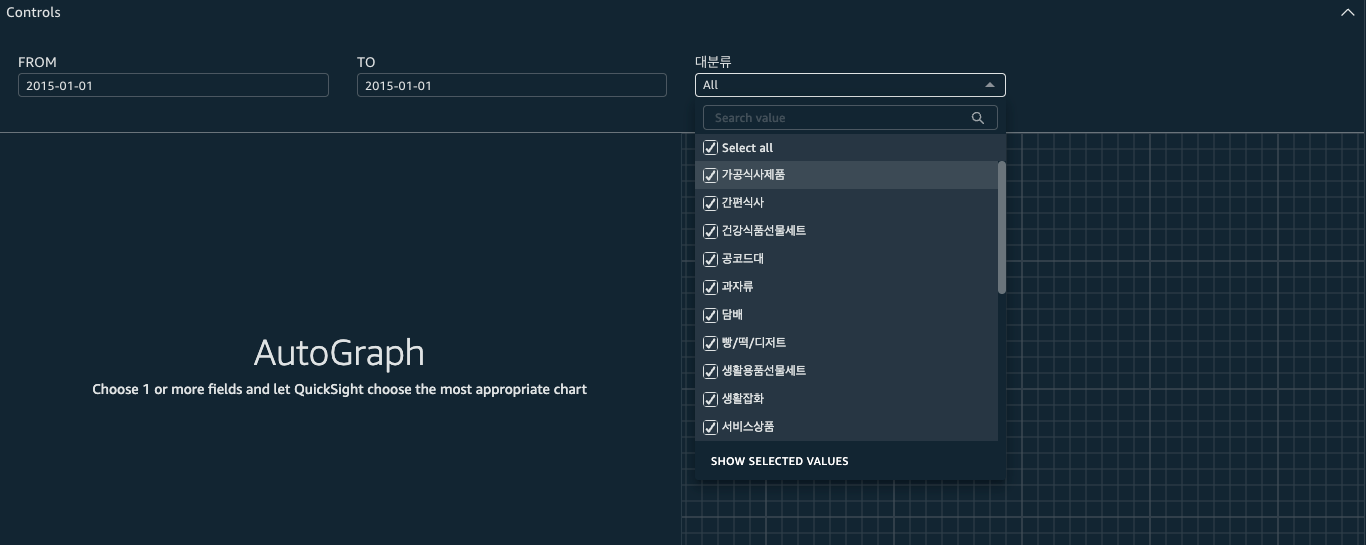 Controls
FROM
TO
대분류
2015-01-01
2015-01-01
All
Search value
Select all
가공식사제품
간편식사
건강식품선물세트
공코드대
과자류
담배
빵/떡/디저트
생활용품선물세트
생활잡화
서비스상품
SHOW SELECTED VALUES
AutoGraph
Choose 1 or more fields and let QuickSight choose the most appropriate chart